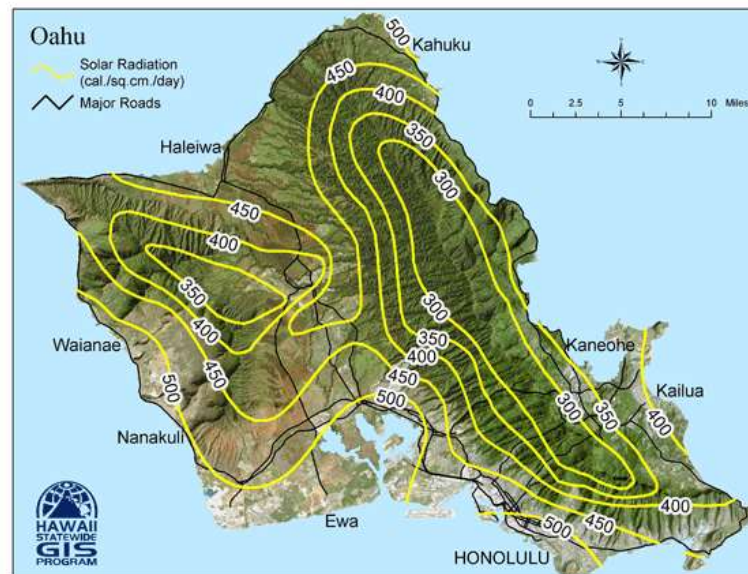 Oahu
Solar Radiation
(cal./sq.cm./day)
Major Roads
500
Kahuku
0 2.5 5 10 Miles
450
400
350
300
Haleiwa
450
400
350
400
450
500
Waianae
Nanakuli
300
350
400
450
500
Kaneohe
Kailua
400
350
300
Ewa
HONOLULU
500
450
400
HAWAII
STATEWIDE
GIS
PROGRAM